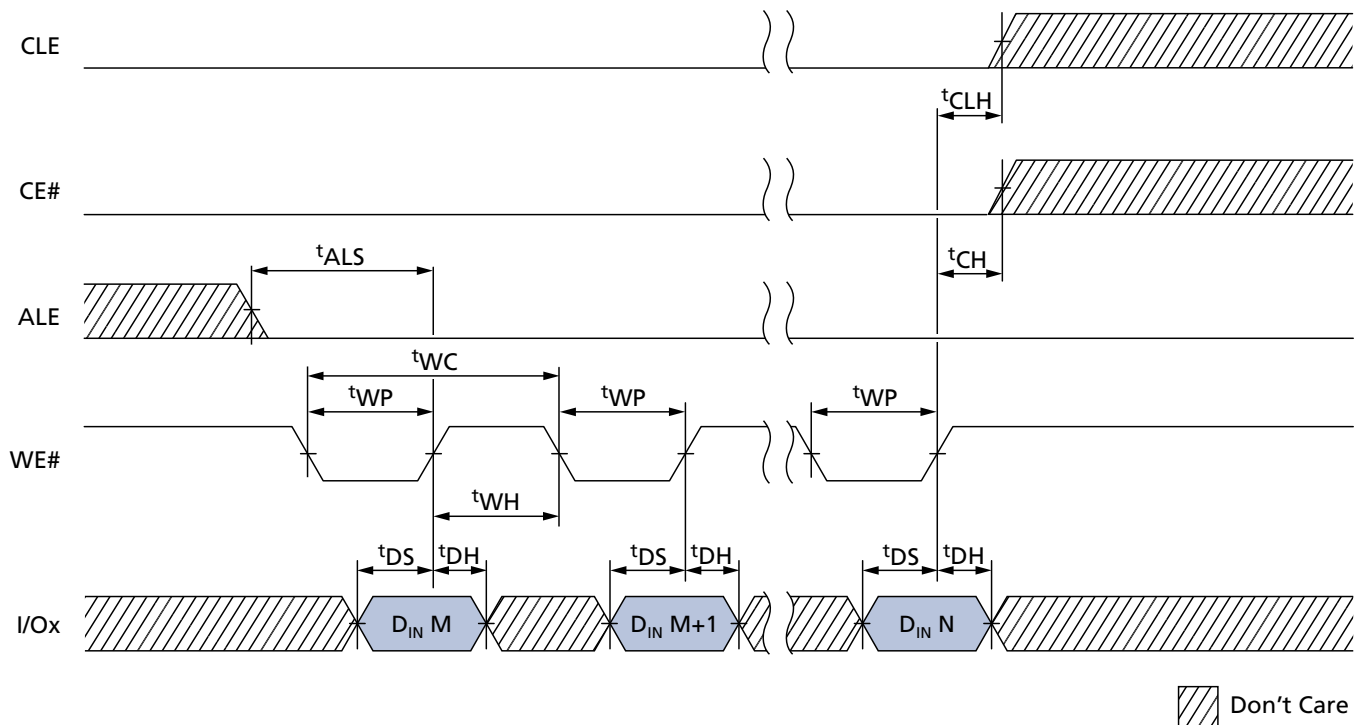 CLE
tCLH
CE#
tALS
tCH
ALE
tWC
tWP
tWP
tWP
WE#
tWH
tDS
tDH
tDS
tDH
tDS
tDH
I/Ox
DIN M
DIN M+1
DIN N
Don't Care